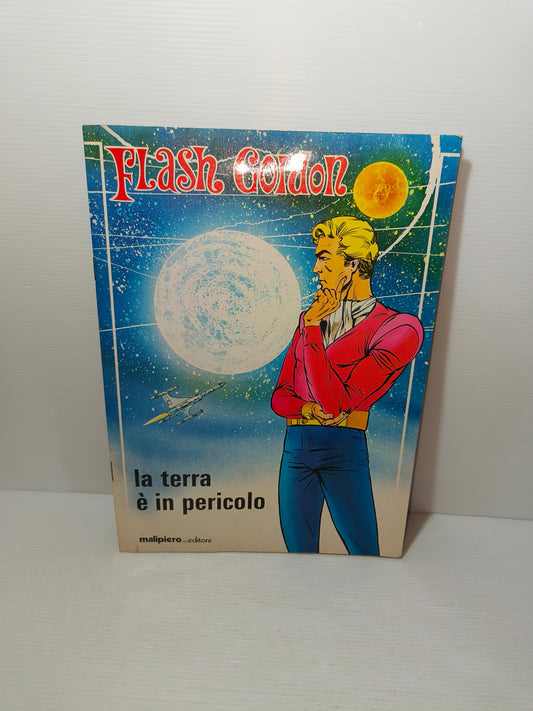 Flash Gordon
la terra
è in pericolo
malipiero...editore